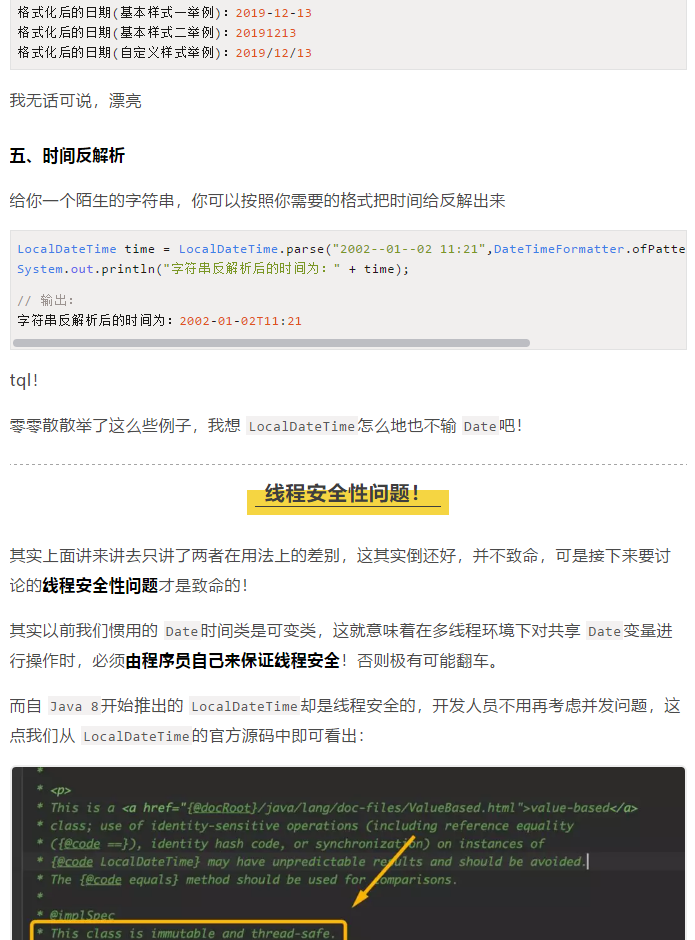 格式化后的日期(基本样式一举例)：2019-12-13
格式化后的日期(基本样式二举例)：20191213
格式化后的日期(自定义样式举例)：2019/12/13
我无话可说，漂亮
五、时间反解析
给你一个陌生的字符串，你可以按照你需要的格式把时间给反解出来
LocalDateTime time = LocalDateTime.parse("2002--01--02 11:21",DateTimeFormatter.ofPatte
System.out.println("字符串反解析后的时间为：" + time);
// 输出：
字符串反解析后的时间为：2002-01-02T11:21
tql！
零零散散举了这么些例子，我想 LocalDateTime怎么地也不输 Date吧！
线程安全性问题！
其实上面讲来讲去只讲了两者在用法上的差别，这其实倒还好，并不致命，可是接下来要讨
论的线程安全性问题才是致命的！
其实以前我们惯用的 Date时间类是可变类，这就意味着在多线程环境下对共享 Date变量进
行操作时，必须由程序员自己来保证线程安全！否则极有可能翻车。
而自 Java 8开始推出的 LocalDateTime却是线程安全的，开发人员不用再考虑并发问题，这
点我们从 LocalDateTime的官方源码中即可看出：
*
* <p>
* This is a <a href="{@docRoot}/java/lang/doc-files/ValueBased.html">value-based</a>
* class; use of identity-sensitive operations (including reference equality
* ({@code ==}), identity hash code, or synchronization) on instances of
* {@code LocalDateTime} may have unpredictable results and should be avoided.
* The {@code equals} method should be used for comparisons.
*
* @implSpec
* This class is immutable and thread-safe.